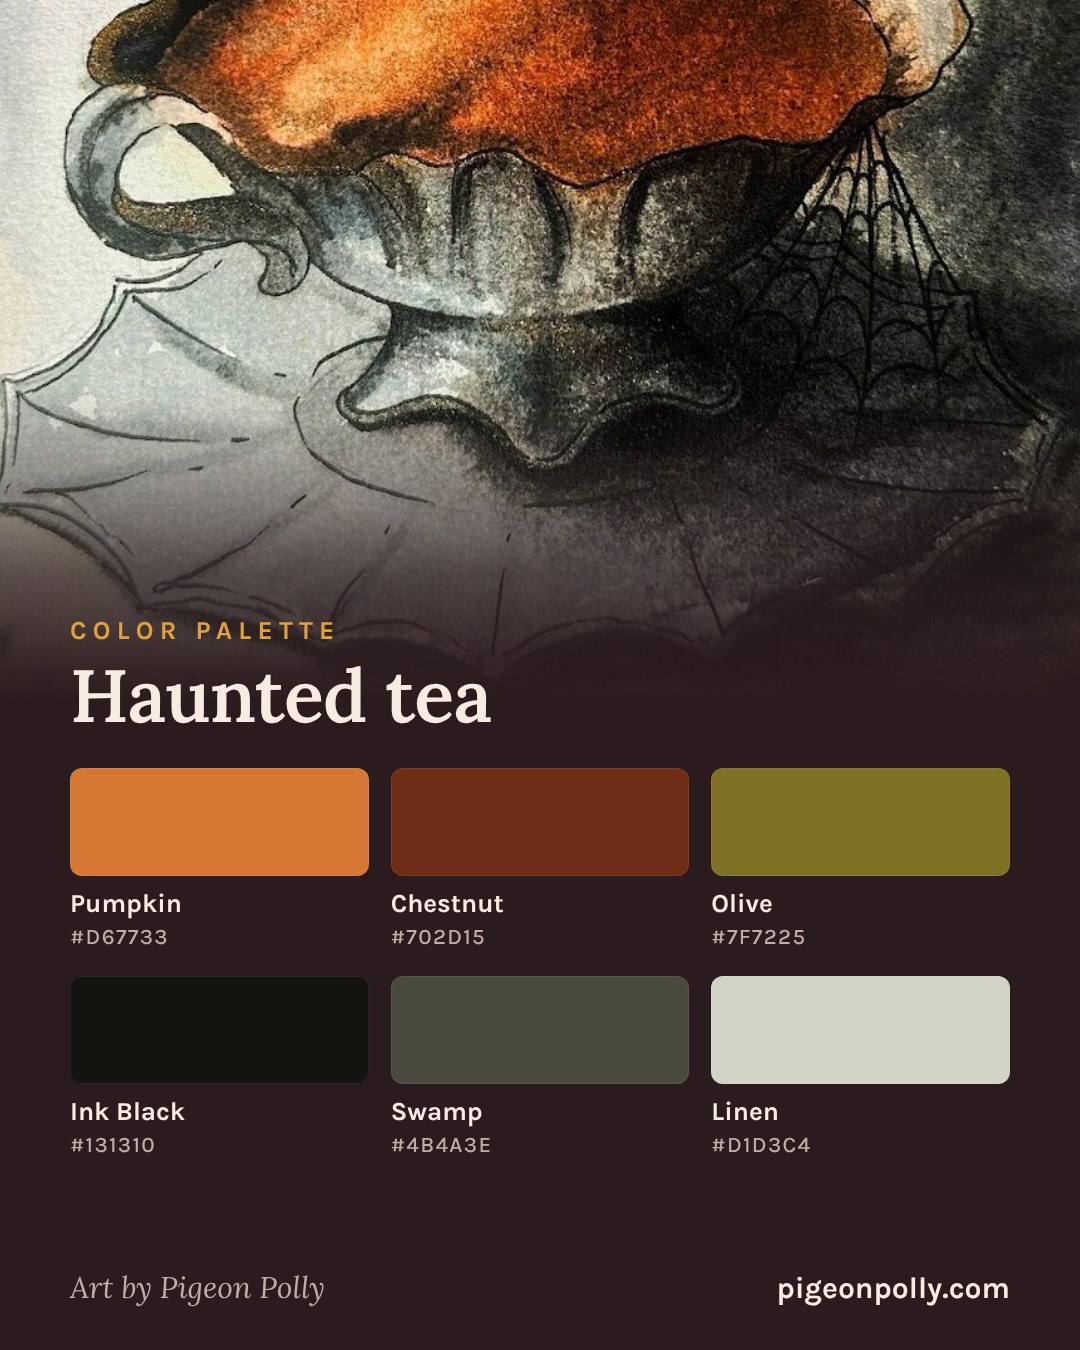 COLOR PALETTE
Haunted tea
Pumpkin
#D67733
Chestnut
#702D15
Olive
#7F7225
Ink Black
#131310
Swamp
#4B4A3E
Linen
#D1D3C4
Art by Pigeon Polly
pigeonpolly.com